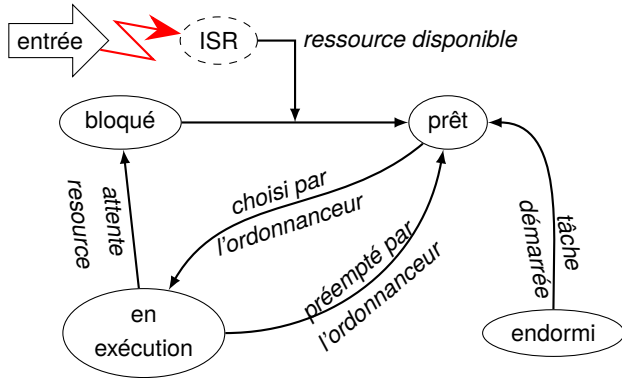 entrée
ISR
ressource disponible
bloqué
prêt
choisi par
l'ordonnanceur
attente
resource
préempté par
l'ordonnanceur
tâche
démarrée
en
exécution
endormi